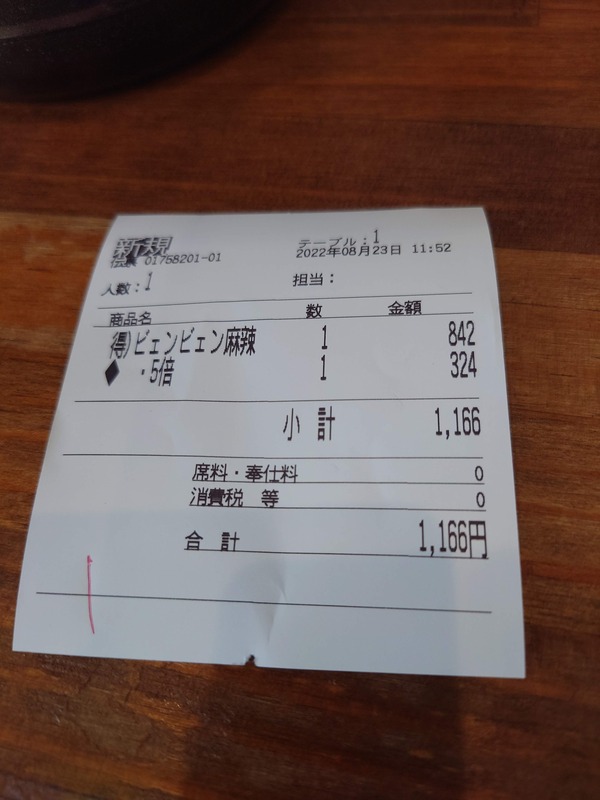 新規 テーブル:1
伝票 01758201-01 2022年08月23日 11:52
人数:1 担当:
商品名 数 金額
得)ビェンビェン麻辣 1 842
◆ ・5倍 1 324
小 計 1,166
席料・奉仕料 0
消費税 等 0
合 計 1,166円